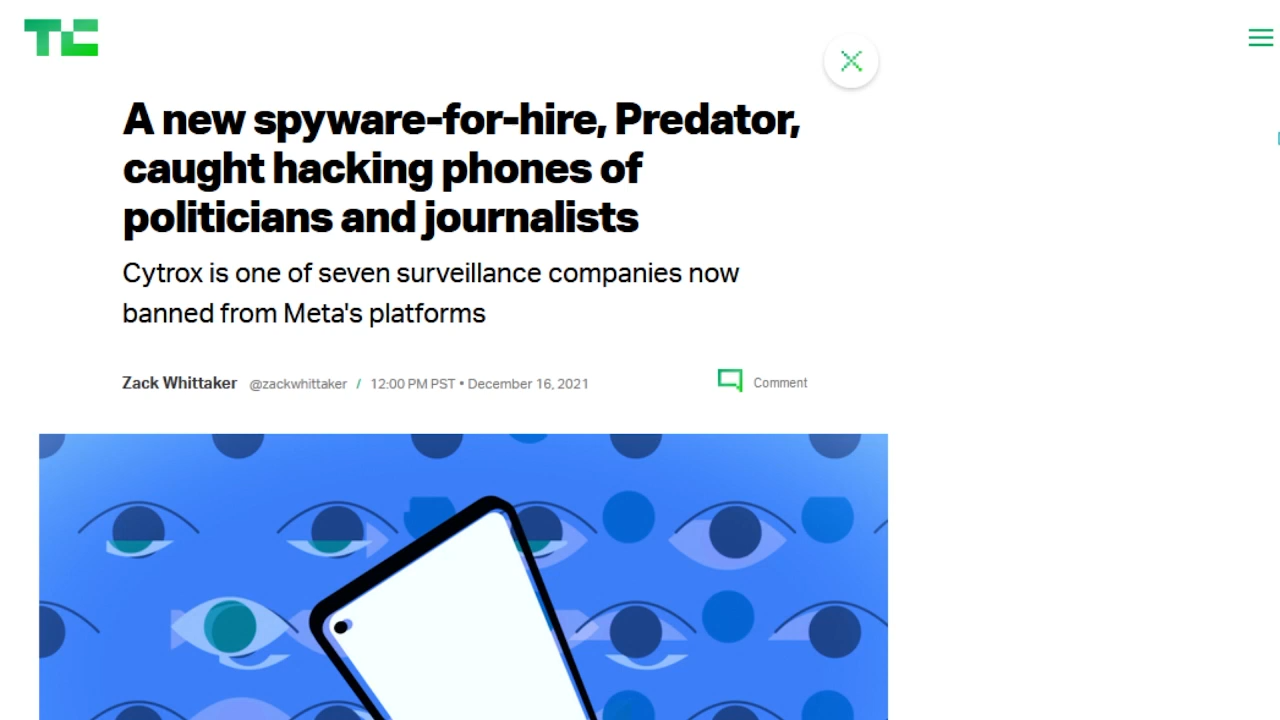 TC
A new spyware-for-hire, Predator,
caught hacking phones of
politicians and journalists
Cytrox is one of seven surveillance companies now
banned from Meta's platforms
Zack Whittaker @zackwhittaker / 12:00 PM PST • December 16, 2021 Comment